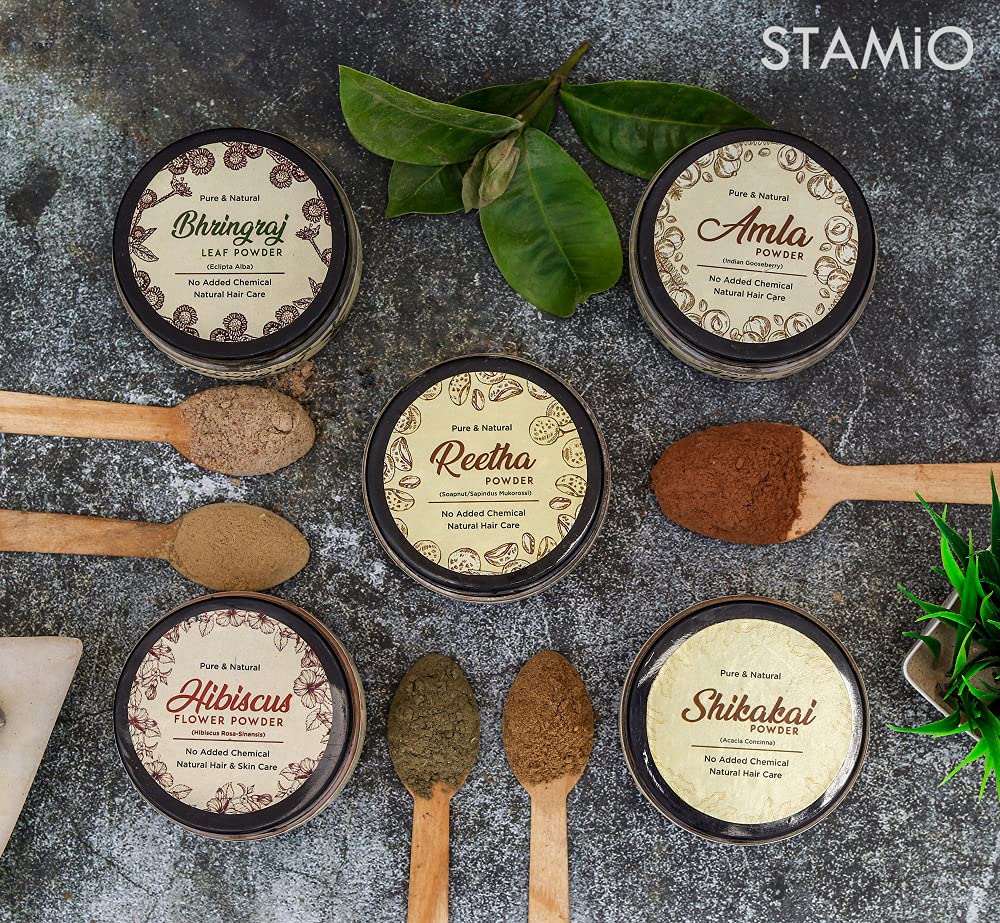 STAMiO
Pure & Natural
Bhringraj
LEAF POWDER
(Eclipta Alba)
No Added Chemical
Natural Hair Care
Pure & Natural
Amla
POWDER
(Indian Gooseberry)
No Added Chemical
Natural Hair Care
Pure & Natural
Reetha
POWDER
(Soapnut/Sapindus Mukorossi)
No Added Chemical
Natural Hair Care
Pure & Natural
Hibiscus
FLOWER POWDER
(Hibiscus Rosa-Sinensis)
No Added Chemical
Natural Hair & Skin Care
Pure & Natural
Shikakai
POWDER
(Acacia Concinna)
No Added Chemical
Natural Hair Care